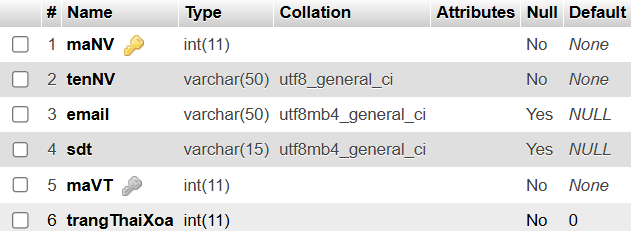 # Name Type Collation Attributes Null Default
1 maNV int(11) No None
2 tenNV varchar(50) utf8_general_ci No None
3 email varchar(50) utf8mb4_general_ci Yes NULL
4 sdt varchar(15) utf8mb4_general_ci Yes NULL
5 maVT int(11) No None
6 trangThaiXoa int(11) No 0